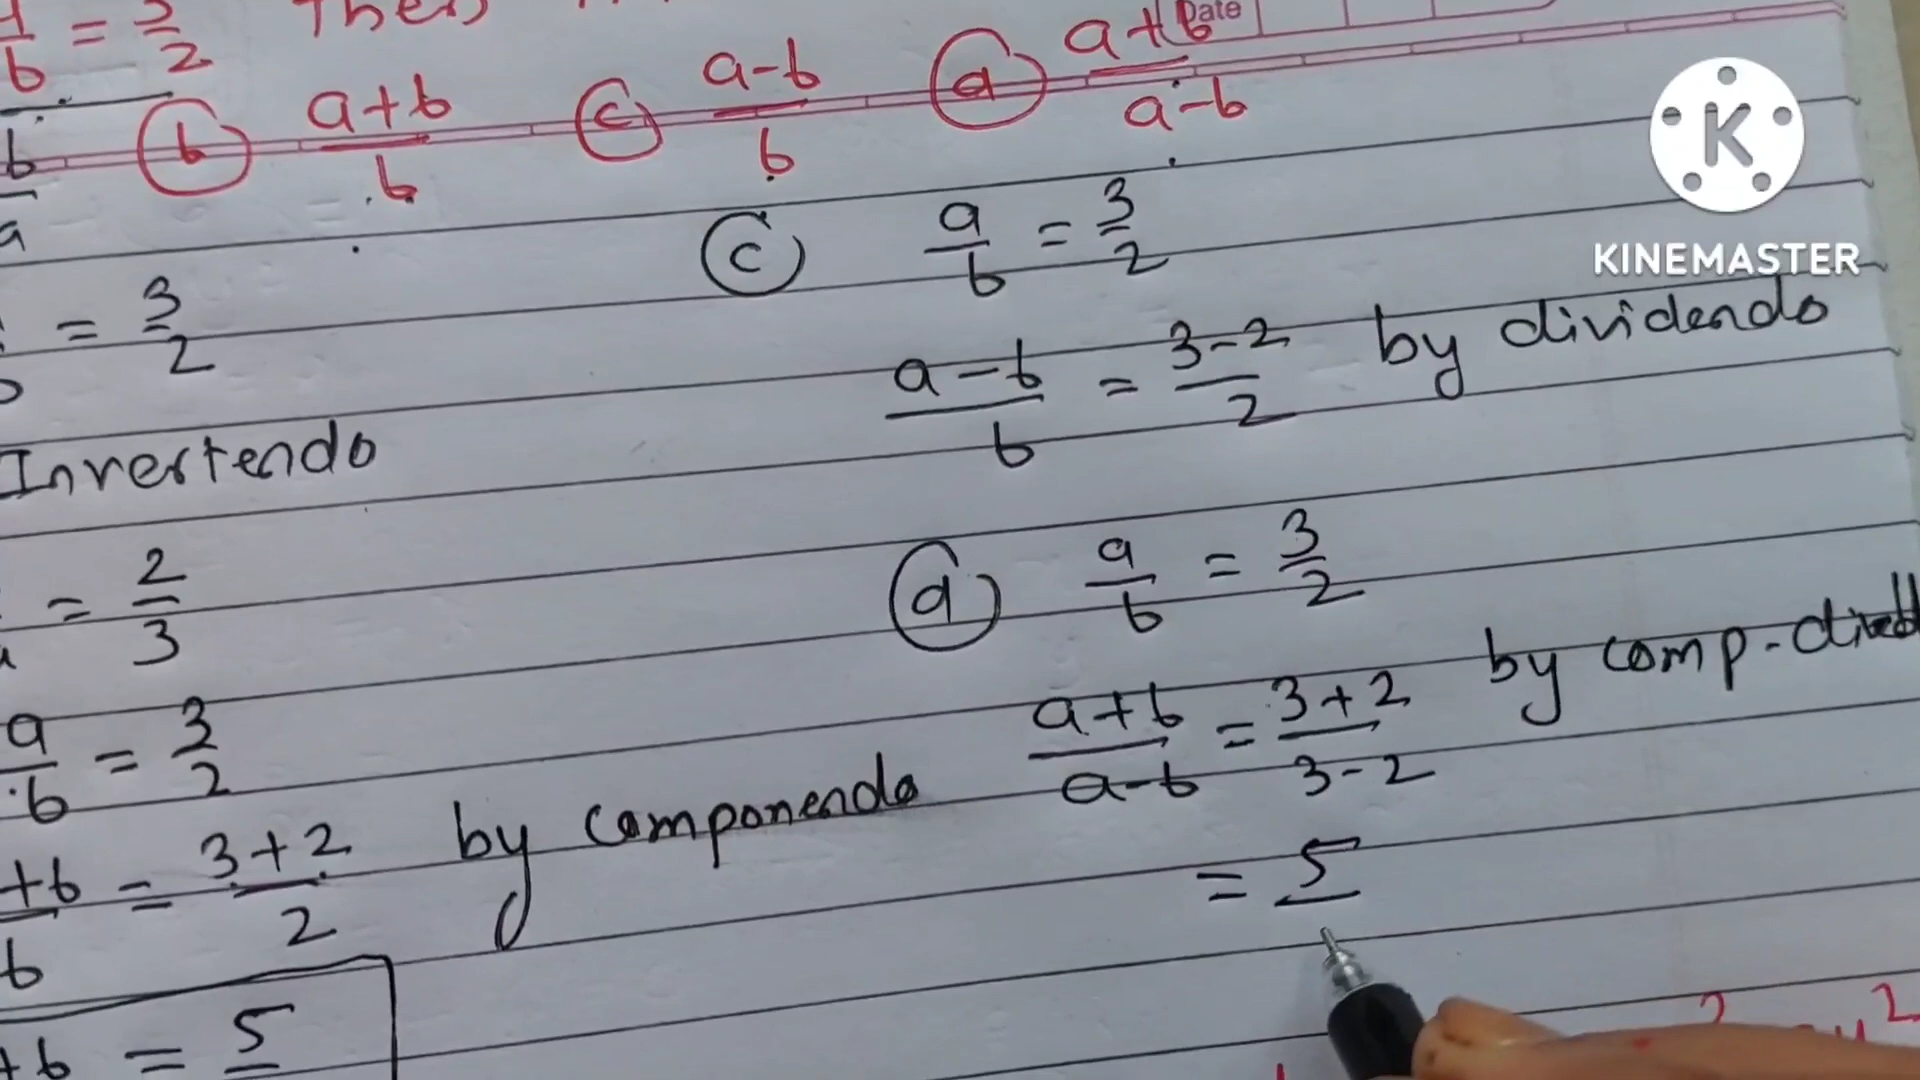 /b = 3/2 Then
Date
b/a (b) (a+b)/b (c) (a-b)/b (d) (a+b)/(a-b)
KINEMASTER
= 3/2
Invertendo
= 2/3
a/b = 3/2
+b/b = (3+2)/2 by componendo
+b = 5
(c) a/b = 3/2
(a-b)/b = (3-2)/2 by dividendo
(d) a/b = 3/2
(a+b)/(a-b) = (3+2)/(3-2) by comp-
= 5